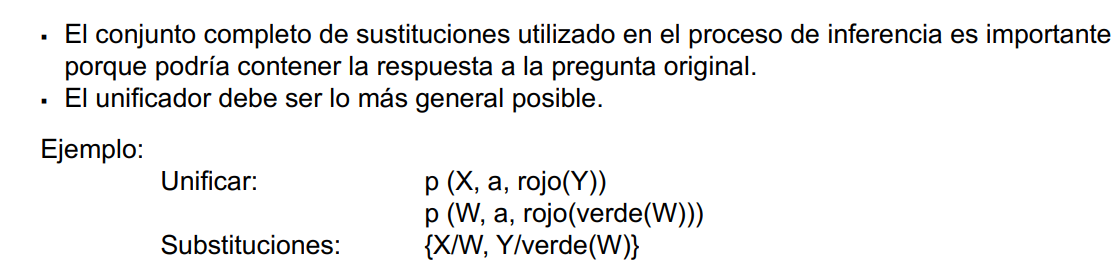 ▪ El conjunto completo de sustituciones utilizado en el proceso de inferencia es importante
porque podría contener la respuesta a la pregunta original.
▪ El unificador debe ser lo más general posible.
Ejemplo:
Unificar: p (X, a, rojo(Y))
p (W, a, rojo(verde(W)))
Substituciones: {X/W, Y/verde(W)}